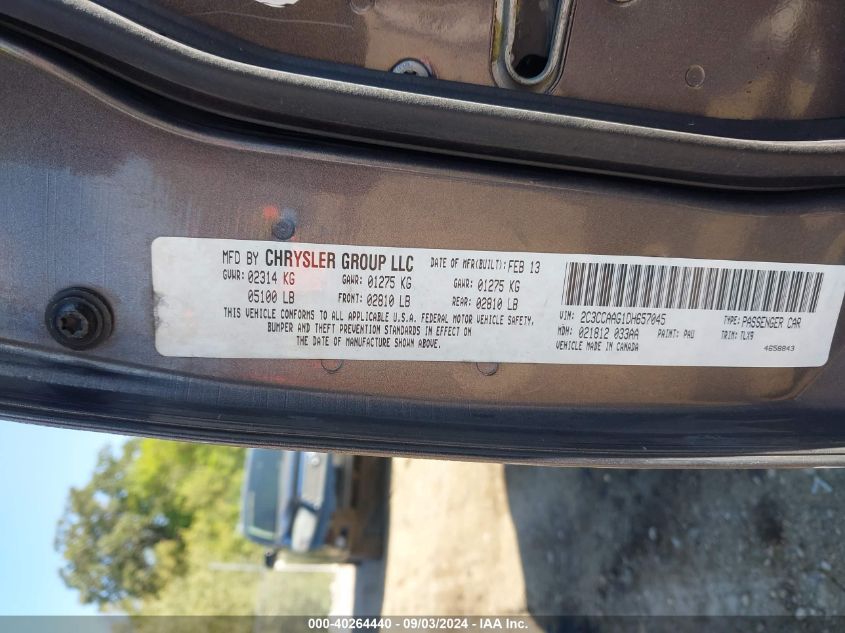 MFD BY CHRYSLER GROUP LLC DATE OF MFR(BUILT): FEB 13
GVWR: 02314 KG GAWR: 01275 KG GAWR: 01275 KG
05100 LB FRONT: 02810 LB REAR: 02810 LB
THIS VEHICLE CONFORMS TO ALL APPLICABLE U.S.A. FEDERAL MOTOR VEHICLE SAFETY,
BUMPER AND THEFT PREVENTION STANDARDS IN EFFECT ON
THE DATE OF MANUFACTURE SHOWN ABOVE.
VIN: 2C3CCAAG1DH657045 TYPE: PASSENGER CAR
MDH: 021812 033AA PAINT: PAU TRIM: TLX9
VEHICLE MADE IN CANADA 4658843
000-40264440 - 09/03/2024 - IAA Inc.